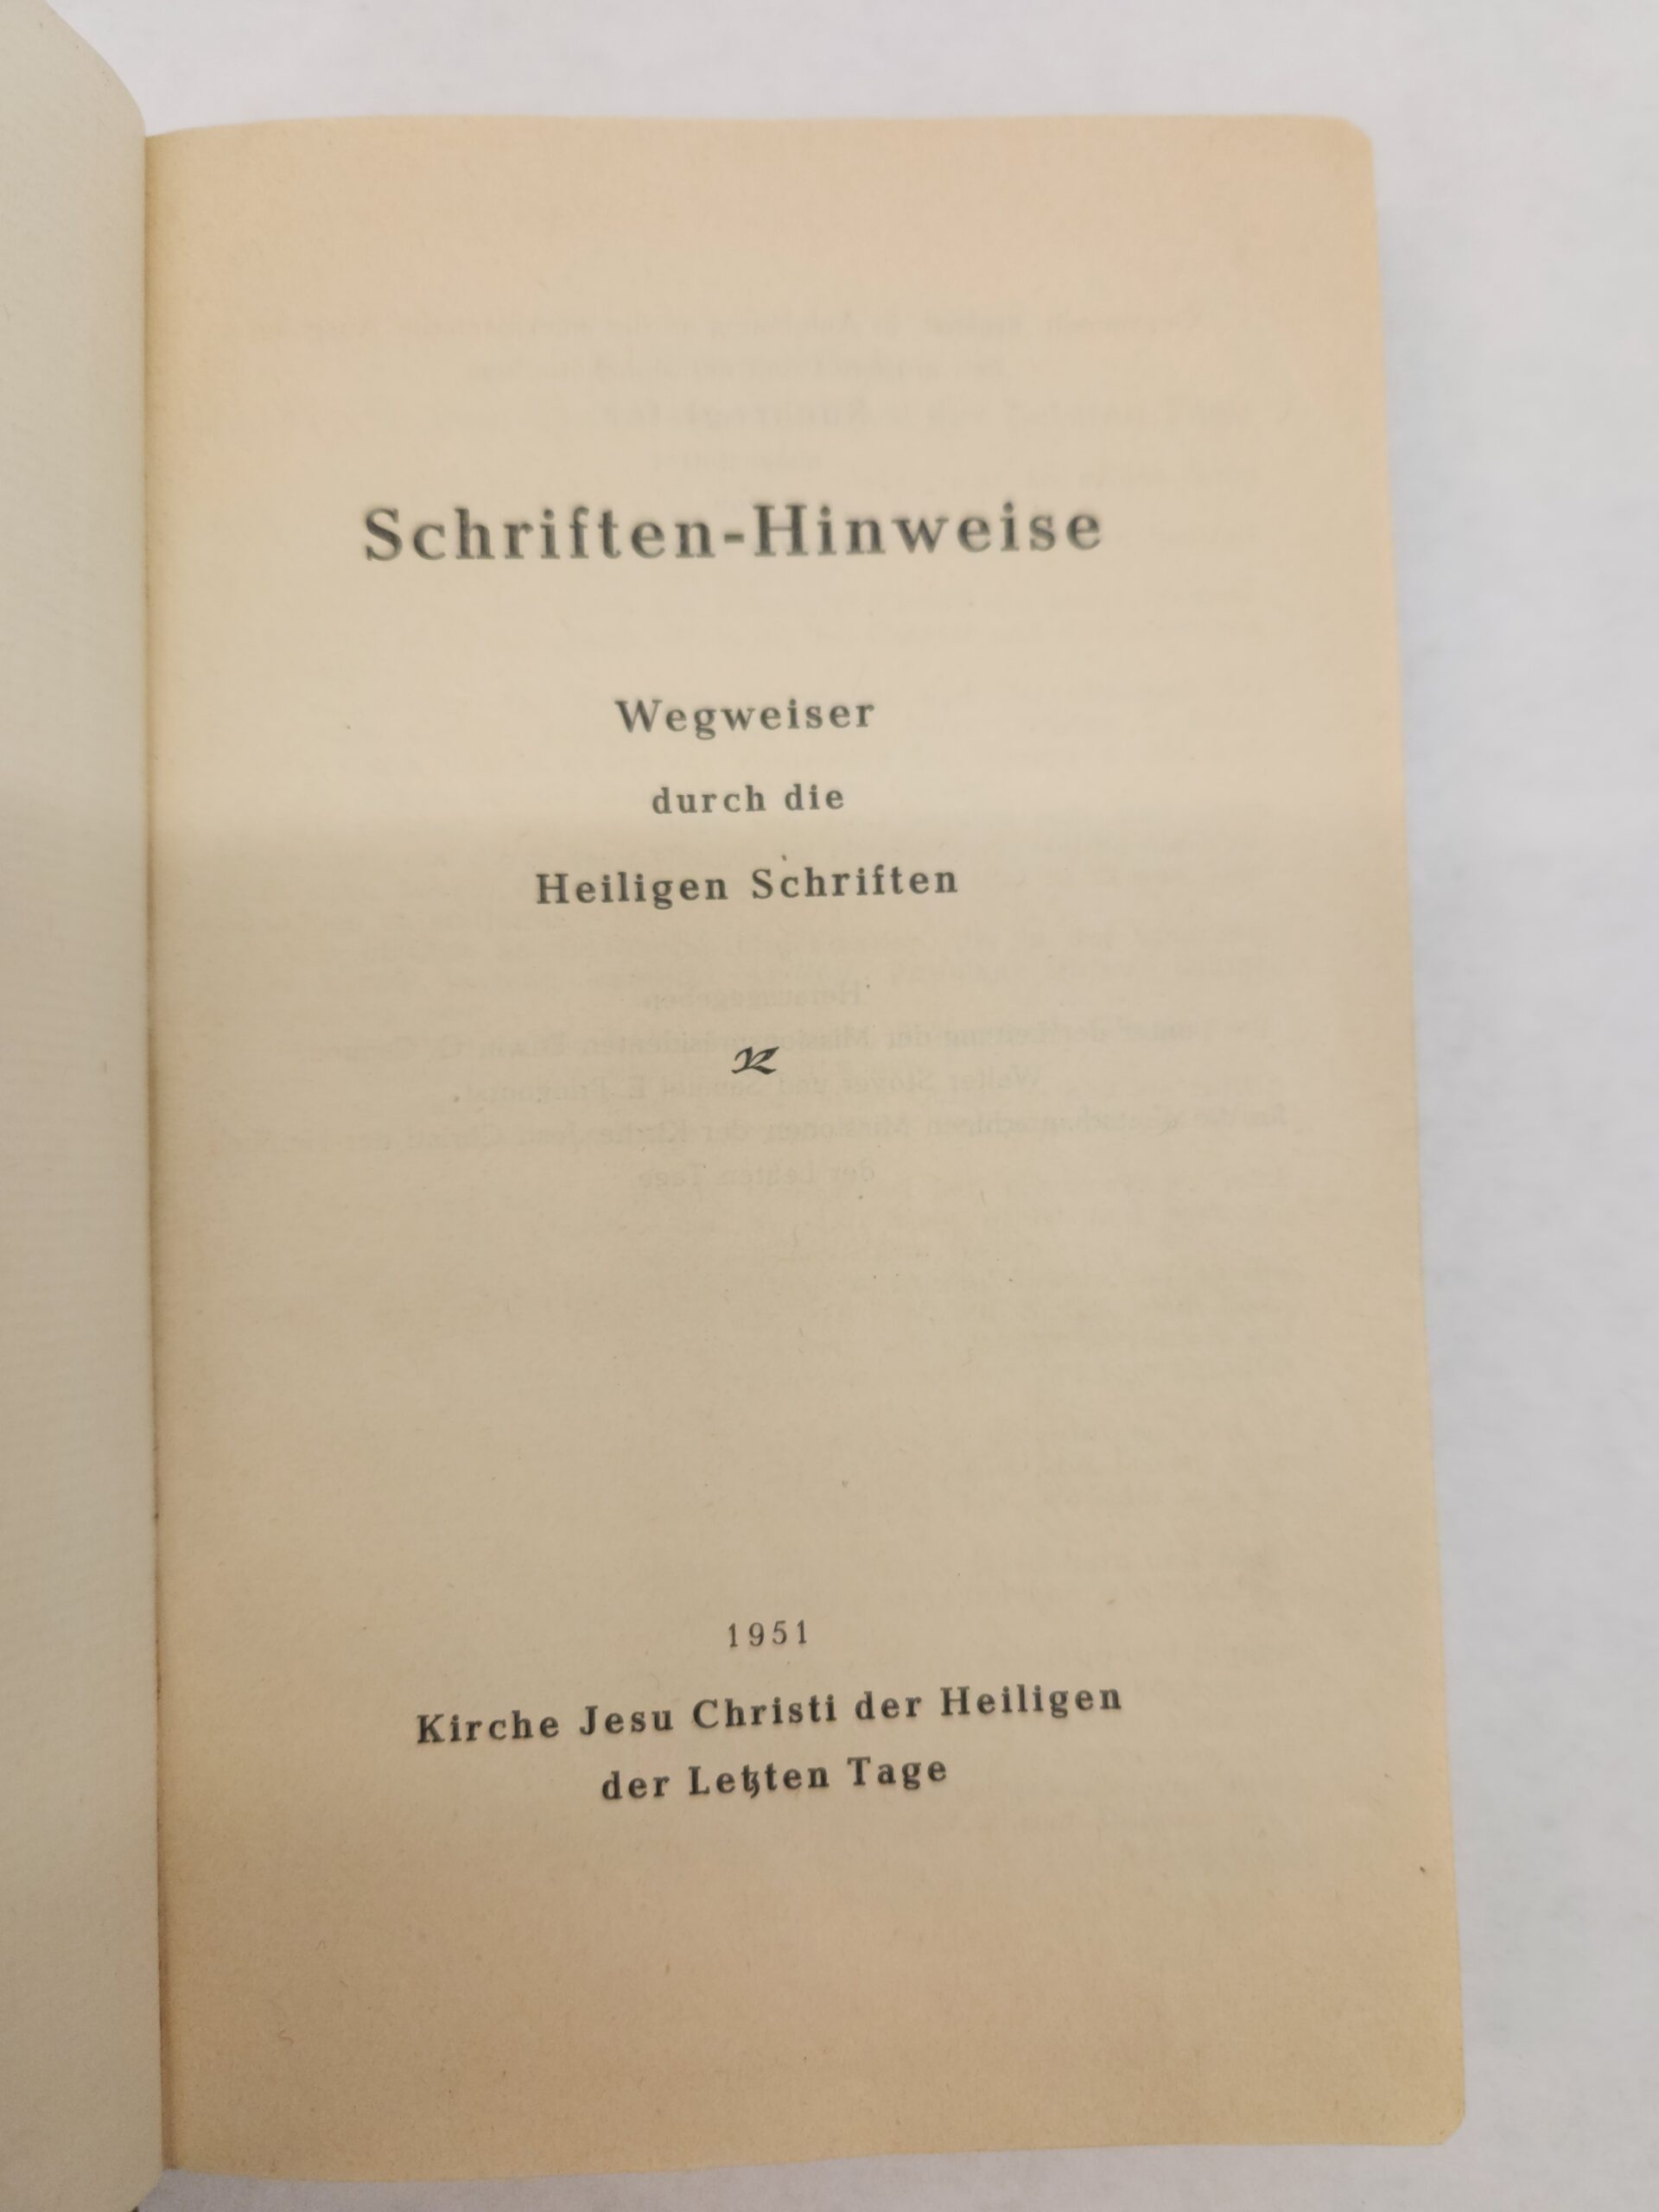 Schriften-Hinweise
Wegweiser
durch die
Heiligen Schriften
1951
Kirche Jesu Christi der Heiligen
der Letzten Tage